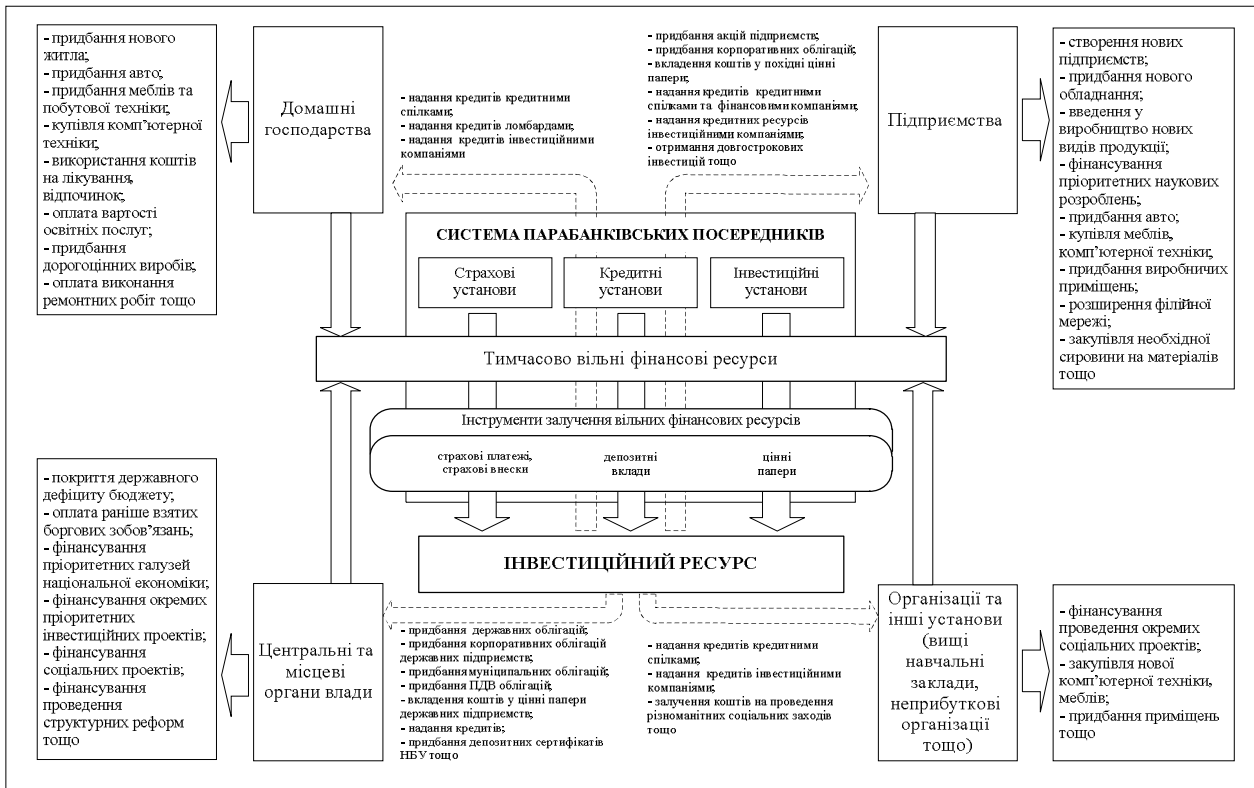 - придбання нового
житла;
- придбання авто;
- придбання меблів та
побутової техніки;
- купівля комп’ютерної
техніки;
- використання коштів
на лікування,
відпочинок;
- оплата вартості
освітніх послуг;
- придбання
дорогоцінних виробів;
- оплата виконання
ремонтних робіт тощо
Домашні
господарства
- надання кредитів кредитними
спілками;
- надання кредитів ломбардами;
- надання кредитів інвестиційними
компаніями
- придбання акцій підприємств;
- придбання корпоративних облігацій;
- вкладення коштів у похідні цінні
папери;
- надання кредитів кредитними
спілками та фінансовими компаніями;
- надання кредитних ресурсів
інвестиційними компаніями;
- отримання довгострокових
інвестицій тощо
Підприємства
- створення нових
підприємств;
- придбання нового
обладнання;
- введення у
виробництво нових
видів продукції;
- фінансування
пріоритетних наукових
розроблень;
- придбання авто;
- купівля меблів,
комп’ютерної техніки;
- придбання виробничих
приміщень;
- розширення філійної
мережі;
- закупівля необхідної
сировини на матеріалів
тощо
СИСТЕМА ПАРАБАНКІВСЬКИХ ПОСЕРЕДНИКІВ
Страхові
установи
Кредитні
установи
Інвестиційні
установи
Тимчасово вільні фінансові ресурси
Інструменти залучення вільних фінансових ресурсів
страхові платежі,
страхові внески
депозитні
вклади
цінні
папери
ІНВЕСТИЦІЙНИЙ РЕСУРС
- покриття державного
дефіциту бюджету;
- оплата раніше взятих
боргових зобов’язань;
- фінансування
пріоритетних галузей
національної економіки;
- фінансування окремих
пріоритетних
інвестиційних проектів;
- фінансування
соціальних проектів;
- фінансування
проведення
структурних реформ
тощо
Центральні та
місцеві
органи влади
- придбання державних облігацій;
- придбання корпоративних облігацій
державних підприємств;
- придбання муніципальних облігацій;
- придбання ПДВ облігацій;
- вкладення коштів у цінні папери
державних підприємств;
- надання кредитів;
- придбання депозитних сертифікатів
НБУ тощо
- надання кредитів кредитними
спілками;
- надання кредитів інвестиційними
компаніями;
- залучення коштів на проведення
різноманітних соціальних заходів
тощо
Організації та
інші установи
(вищі
навчальні
заклади,
неприбуткові
організації
тощо)
- фінансування
проведення окремих
соціальних проектів;
- закупівля нової
комп’ютерної техніки,
меблів;
- придбання приміщень
тощо